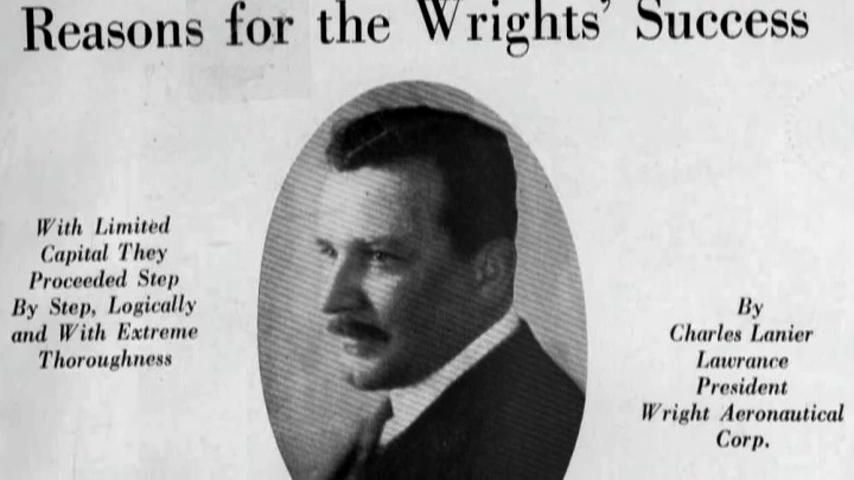 Reasons for the Wrights' Success
With Limited
Capital They
Proceeded Step
By Step, Logically
and With Extreme
Thoroughness
By
Charles Lanier
Lawrance
President
Wright Aeronautical
Corp.